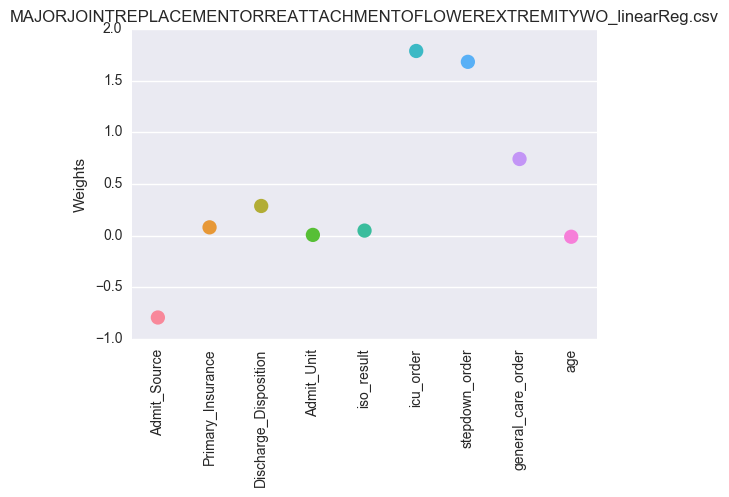 MAJORJOINTREPLACEMENTORREATTACHMENTOFLOWEREXTREMITYWO_linearReg.csv
2.0
1.5
1.0
0.5
0.0
−0.5
−1.0
Weights
Admit_Source
Primary_Insurance
Discharge_Disposition
Admit_Unit
iso_result
icu_order
stepdown_order
general_care_order
age